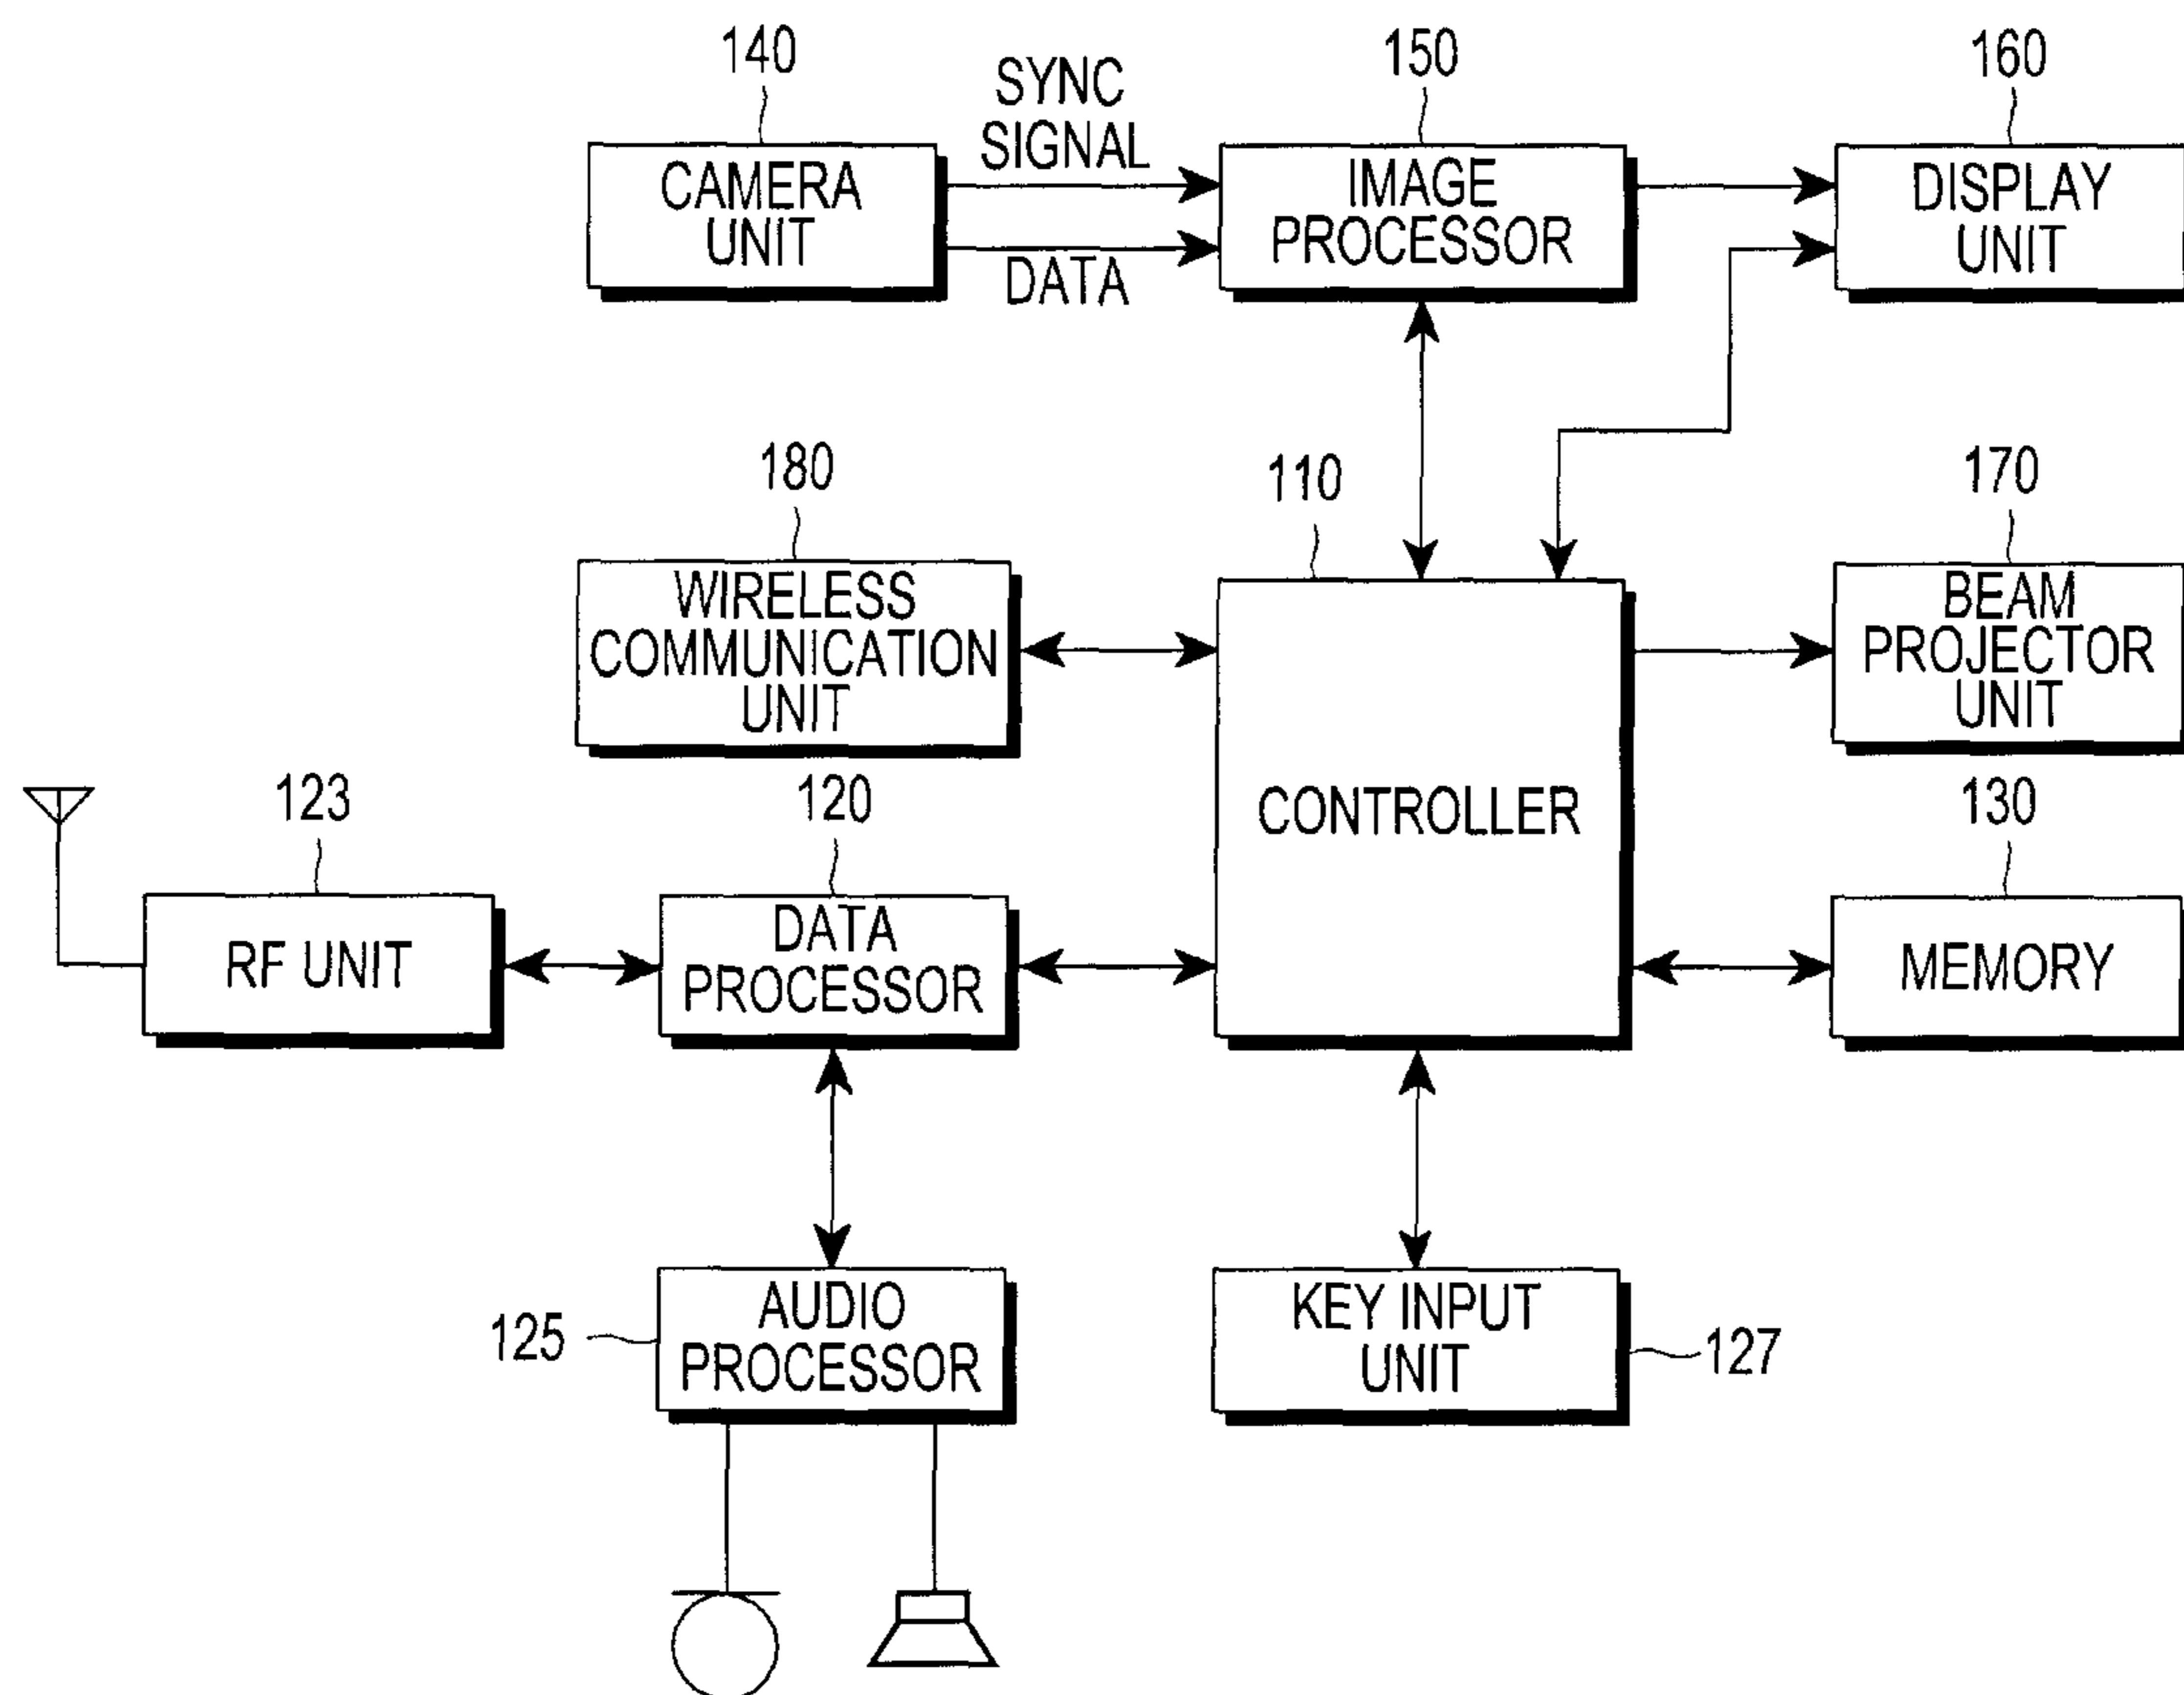 140
SYNC
SIGNAL
150
160
CAMERA
UNIT
DATA
IMAGE
PROCESSOR
DISPLAY
UNIT
180
110
170
WIRELESS
COMMUNICATION
UNIT
BEAM
PROJECTOR
UNIT
CONTROLLER
123
120
130
RF UNIT
DATA
PROCESSOR
MEMORY
125
AUDIO
PROCESSOR
KEY INPUT
UNIT
127